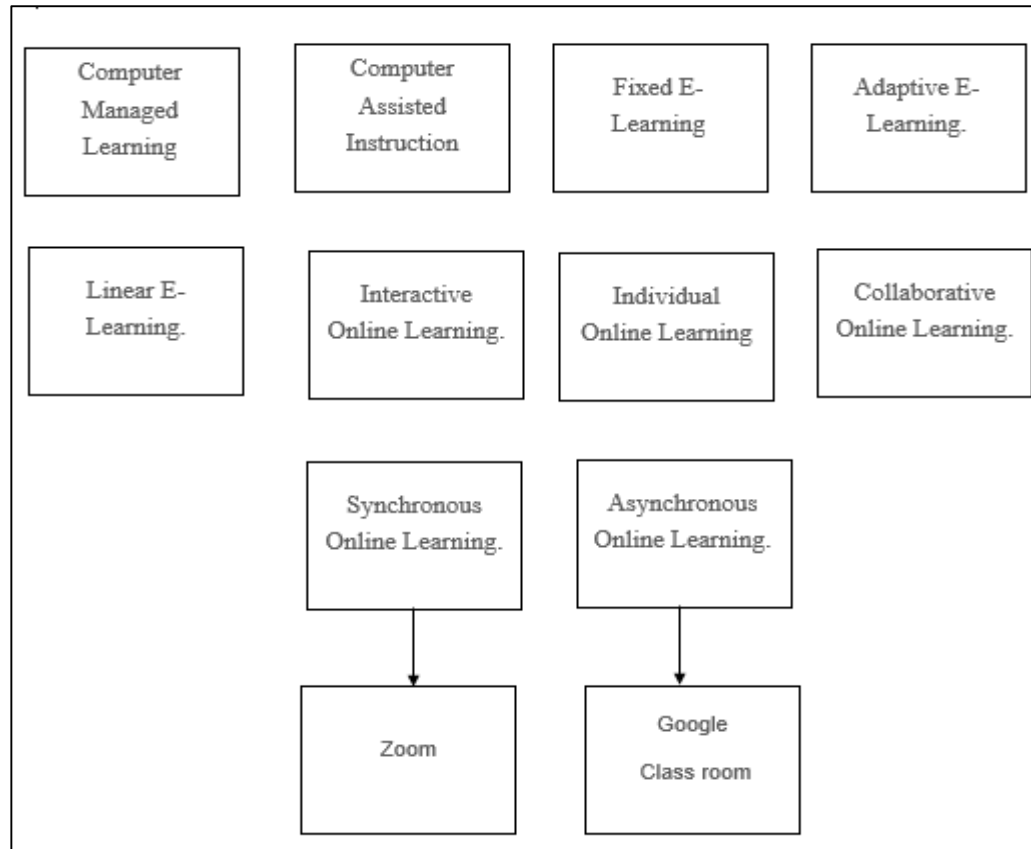 Computer
Managed
Learning
Computer
Assisted
Instruction
Fixed E-
Learning
Adaptive E-
Learning.
Linear E-
Learning.
Interactive
Online Learning.
Individual
Online Learning
Collaborative
Online Learning.
Synchronous
Online Learning.
Asynchronous
Online Learning.
Zoom
Google
Class room